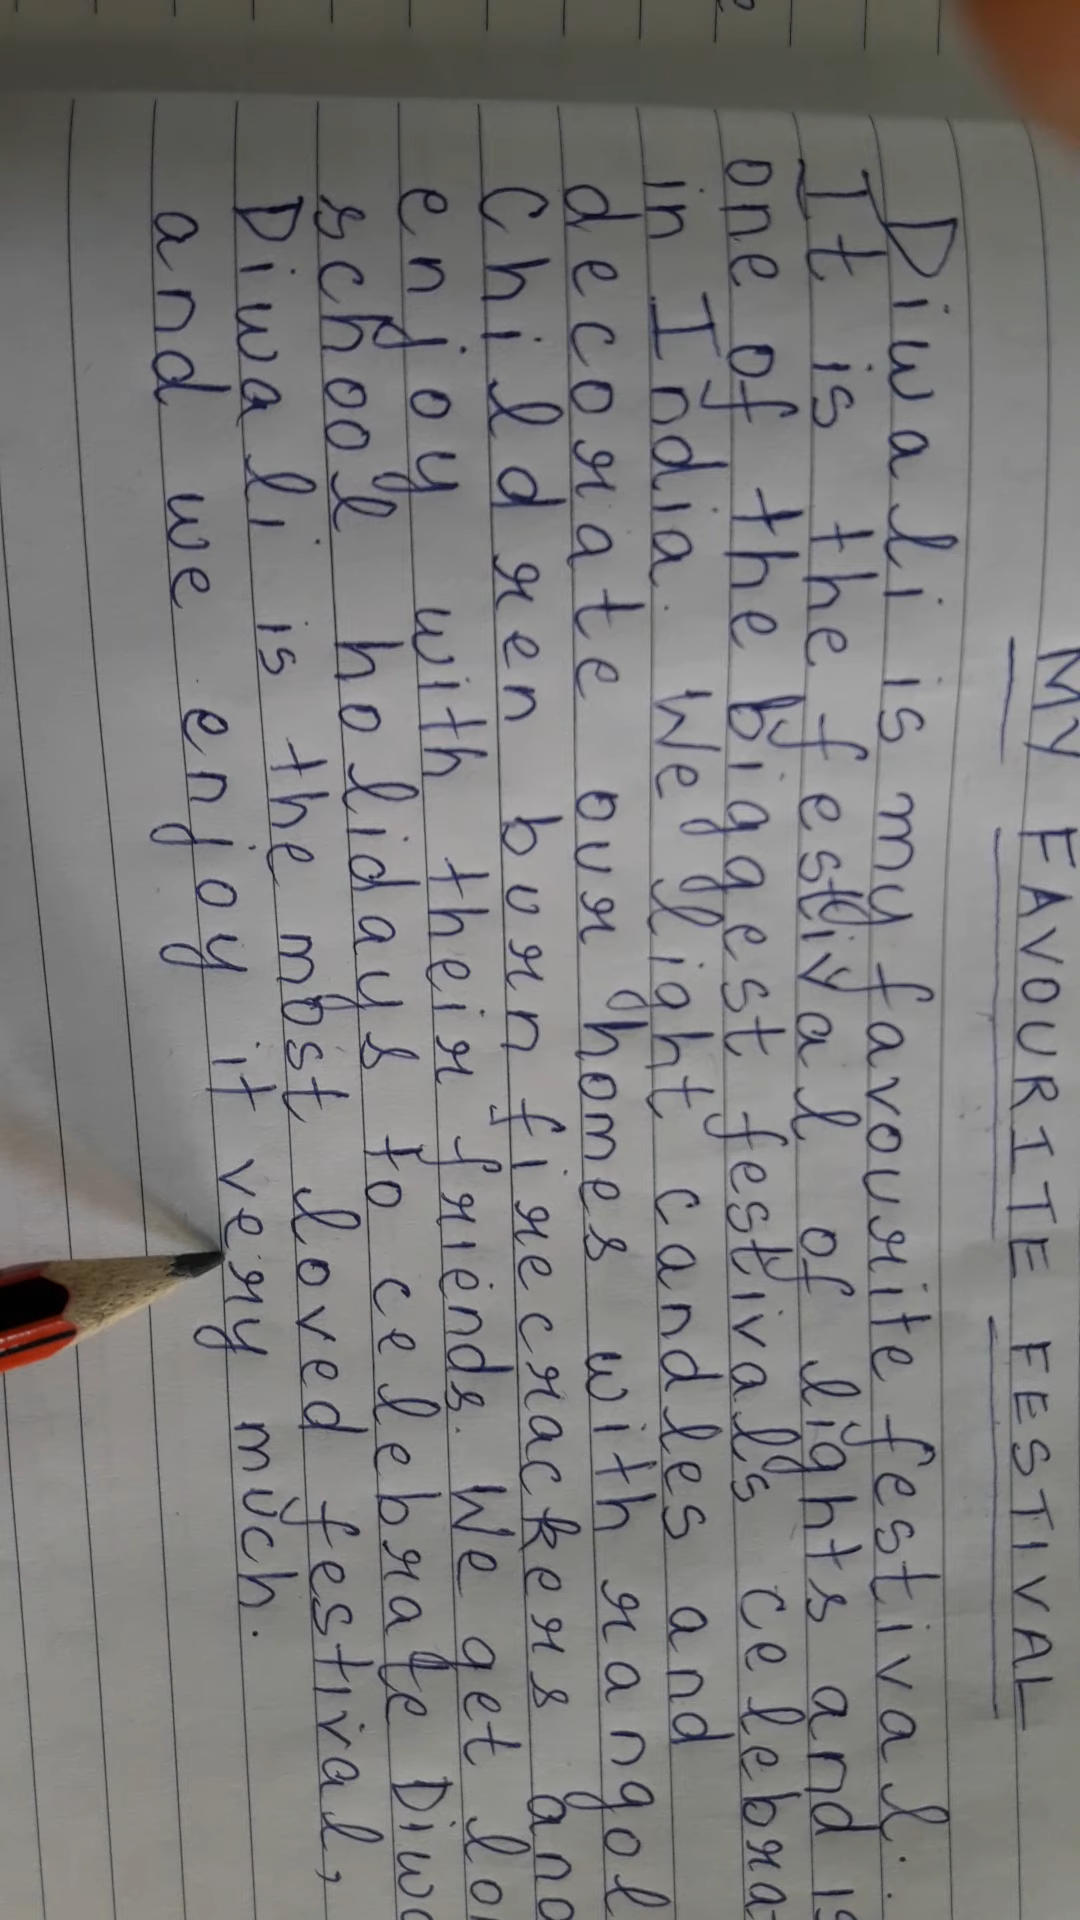 MY FAVOURITE FESTIVAL
Diwali is my favourite festival.
It is the festival of lights and is
one of the biggest festivals celebra
in India. We light candles and
decorate our homes with rangol
Children burn firecrackers and
enjoy with their friends. We get lo
school holidays to celebrate Diwa
Diwali is the most loved festival,
and we enjoy it very much.